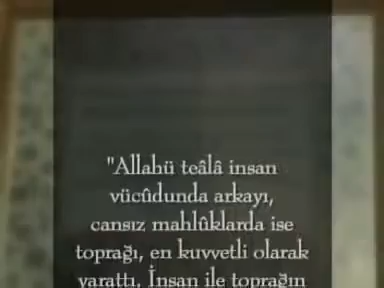 "Allahü teâlâ insan
vücûdunda arkayı,
cansız mahlûklarda ise
toprağı, en kuvvetli olarak
yarattı. İnsan ile toprağın